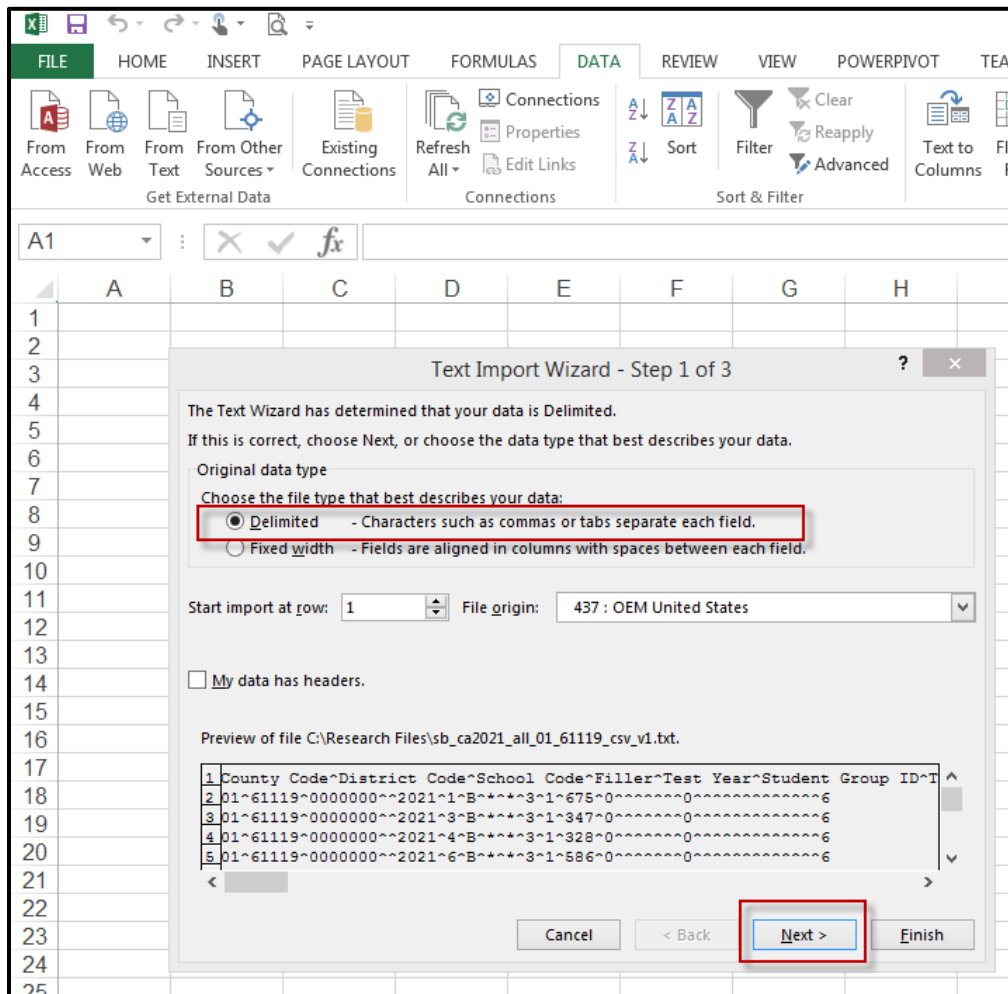 FILE HOME INSERT PAGE LAYOUT FORMULAS DATA REVIEW VIEW POWERPIVOT TEA
From Access
From Web
From Text
From Other Sources
Existing Connections
Refresh All
Connections
Properties
Edit Links
A Z
Z A
Z A A Z
Sort
Filter
Clear
Reapply
Advanced
Text to Columns
Fl
Get External Data
Connections
Sort & Filter
A1
fx
A B C D E F G H
1
2
3
4
5
6
7
8
9
10
11
12
13
14
15
16
17
18
19
20
21
22
23
24
25
Text Import Wizard - Step 1 of 3
?
The Text Wizard has determined that your data is Delimited.
If this is correct, choose Next, or choose the data type that best describes your data.
Original data type
Choose the file type that best describes your data:
Delimited - Characters such as commas or tabs separate each field.
Fixed width - Fields are aligned in columns with spaces between each field.
Start import at row: 1 File origin: 437 : OEM United States
My data has headers.
Preview of file C:\Research Files\sb_ca2021_all_01_61119_csv_v1.txt.
1 County Code^District Code^School Code^Filler^Test Year^Student Group ID^T
2 01^61119^0000000^^2021^1^B^*^*^3^1^675^0^^^^^^^0^^^^^^^^^^^^^6
3 01^61119^0000000^^2021^3^B^*^*^3^1^347^0^^^^^^^0^^^^^^^^^^^^^6
4 01^61119^0000000^^2021^4^B^*^*^3^1^328^0^^^^^^^0^^^^^^^^^^^^^6
5 01^61119^0000000^^2021^6^B^*^*^3^1^586^0^^^^^^^0^^^^^^^^^^^^^6
Cancel < Back Next > Finish